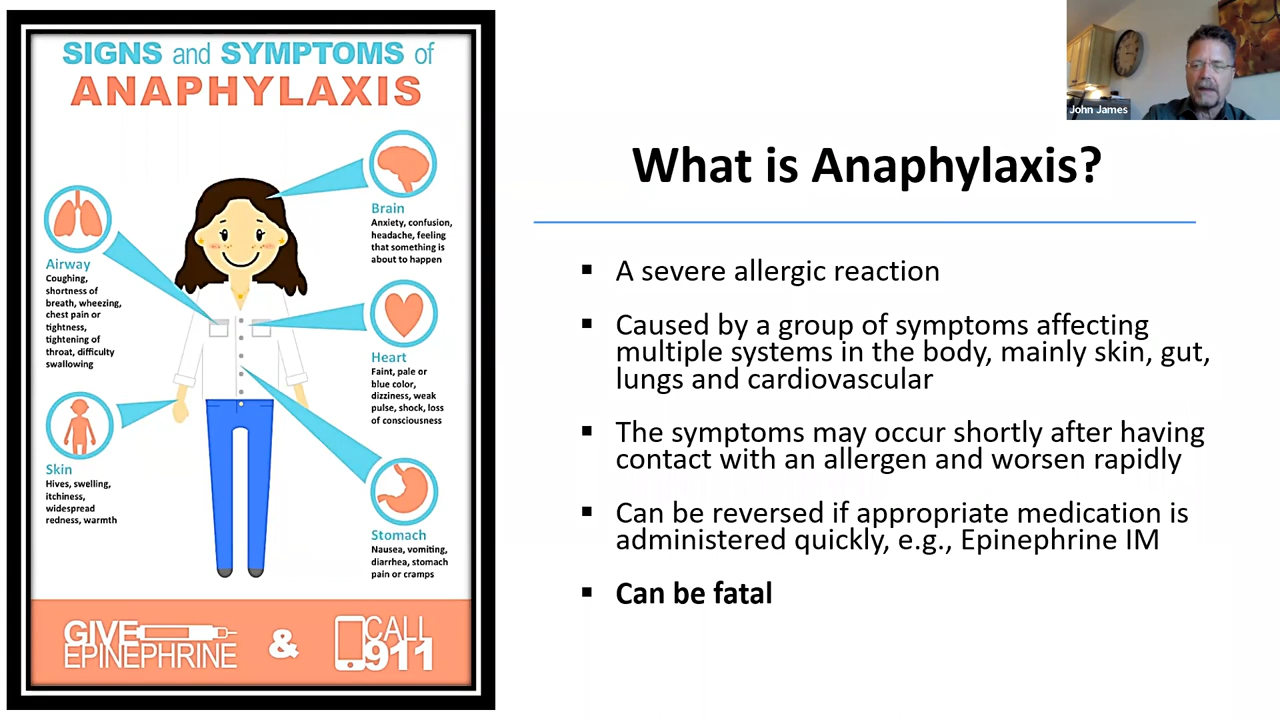 SIGNS and SYMPTOMS of
ANAPHYLAXIS
Brain
Anxiety, confusion,
headache, feeling
that something is
about to happen
Airway
Coughing,
shortness of
breath, wheezing,
chest pain or
tightness,
tightening of
throat, difficulty
swallowing
Heart
Faint, pale or
blue color,
dizziness, weak
pulse, shock, loss
of consciousness
Skin
Hives, swelling,
itchiness,
widespread
redness, warmth
Stomach
Nausea, vomiting,
diarrhea, stomach
pain or cramps
GIVE
EPINEPHRINE
&
CALL
911
John James
What is Anaphylaxis?
▪ A severe allergic reaction
▪ Caused by a group of symptoms affecting
multiple systems in the body, mainly skin, gut,
lungs and cardiovascular
▪ The symptoms may occur shortly after having
contact with an allergen and worsen rapidly
▪ Can be reversed if appropriate medication is
administered quickly, e.g., Epinephrine IM
▪ Can be fatal